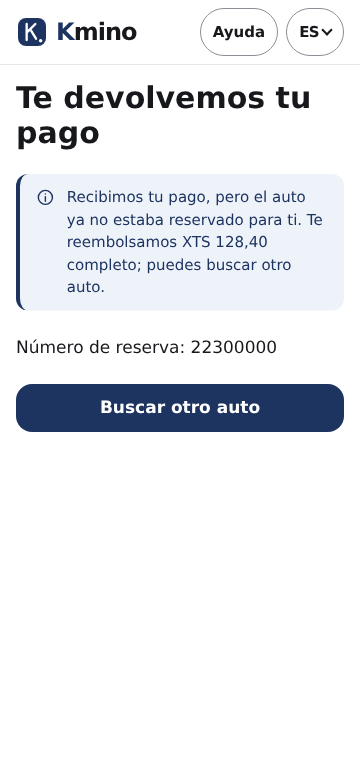 K. Kmino
Ayuda
ES
Te devolvemos tu
pago
Recibimos tu pago, pero el auto
ya no estaba reservado para ti. Te
reembolsamos XTS 128,40
completo; puedes buscar otro
auto.
Número de reserva: 22300000
Buscar otro auto